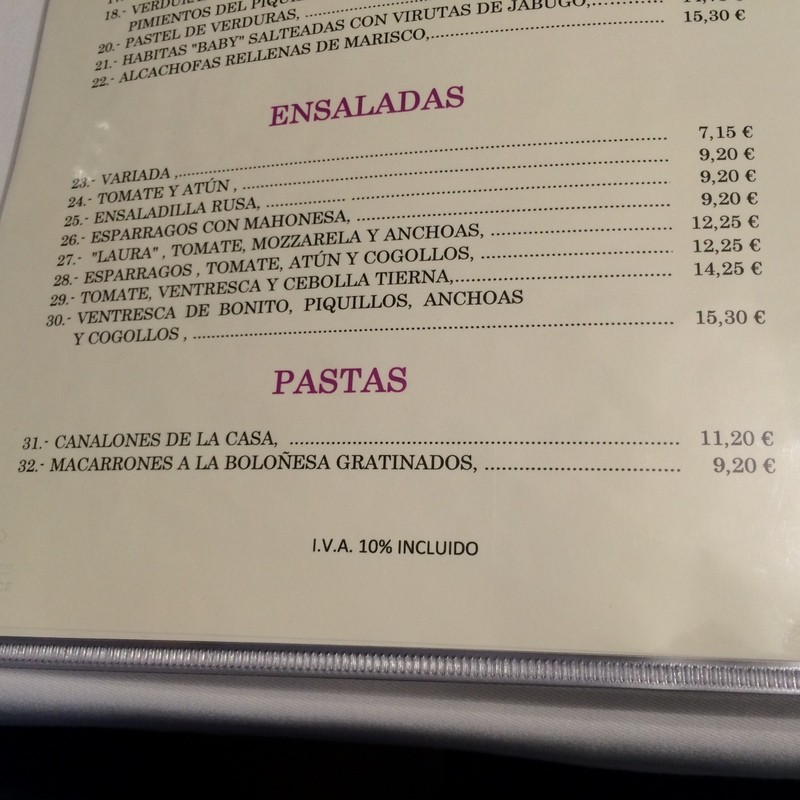 18.- VERDURA
PIMIENTOS DEL PIQUI
20.- PASTEL DE VERDURAS, ..........
21.- HABITAS "BABY" SALTEADAS CON VIRUTAS DE JABUGO,..........
22.- ALCACHOFAS RELLENAS DE MARISCO,.......... 15,30 €
ENSALADAS
23.- VARIADA ,.......... 7,15 €
24.- TOMATE Y ATÚN , .......... 9,20 €
25.- ENSALADILLA RUSA, .......... 9,20 €
26.- ESPARRAGOS CON MAHONESA, .......... 9,20 €
27.- "LAURA" , TOMATE, MOZZARELA Y ANCHOAS, .......... 12,25 €
28.- ESPARRAGOS , TOMATE, ATÚN Y COGOLLOS, .......... 12,25 €
29.- TOMATE, VENTRESCA Y CEBOLLA TIERNA,.......... 14,25 €
30.- VENTRESCA DE BONITO, PIQUILLOS, ANCHOAS
Y COGOLLOS , .......... 15,30 €
PASTAS
31.- CANALONES DE LA CASA, .......... 11,20 €
32.- MACARRONES A LA BOLOÑESA GRATINADOS, .......... 9,20 €
I.V.A. 10% INCLUIDO